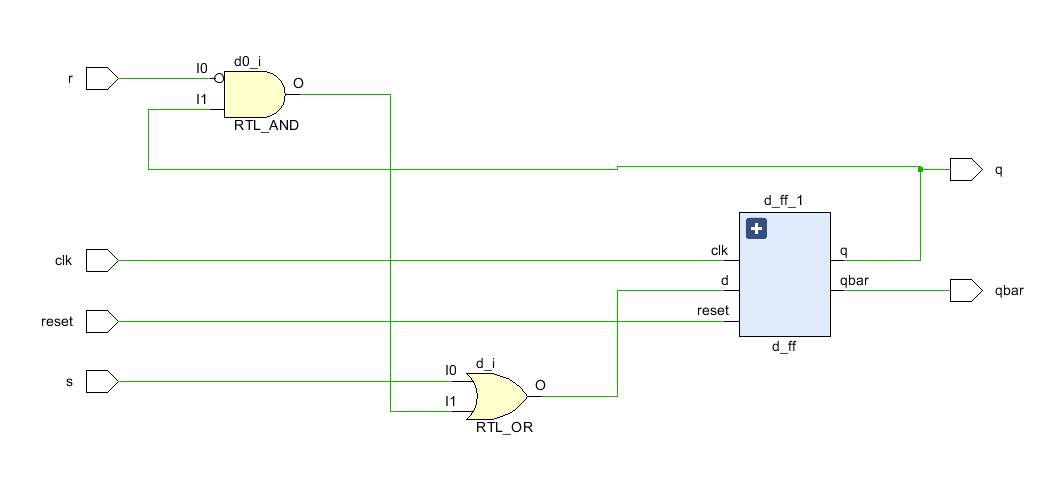 d0_i
r
I0
O
I1
RTL_AND
q
d_ff_1
clk
clk
q
d
qbar
qbar
reset
reset
d_ff
d_i
s
I0
O
I1
RTL_OR